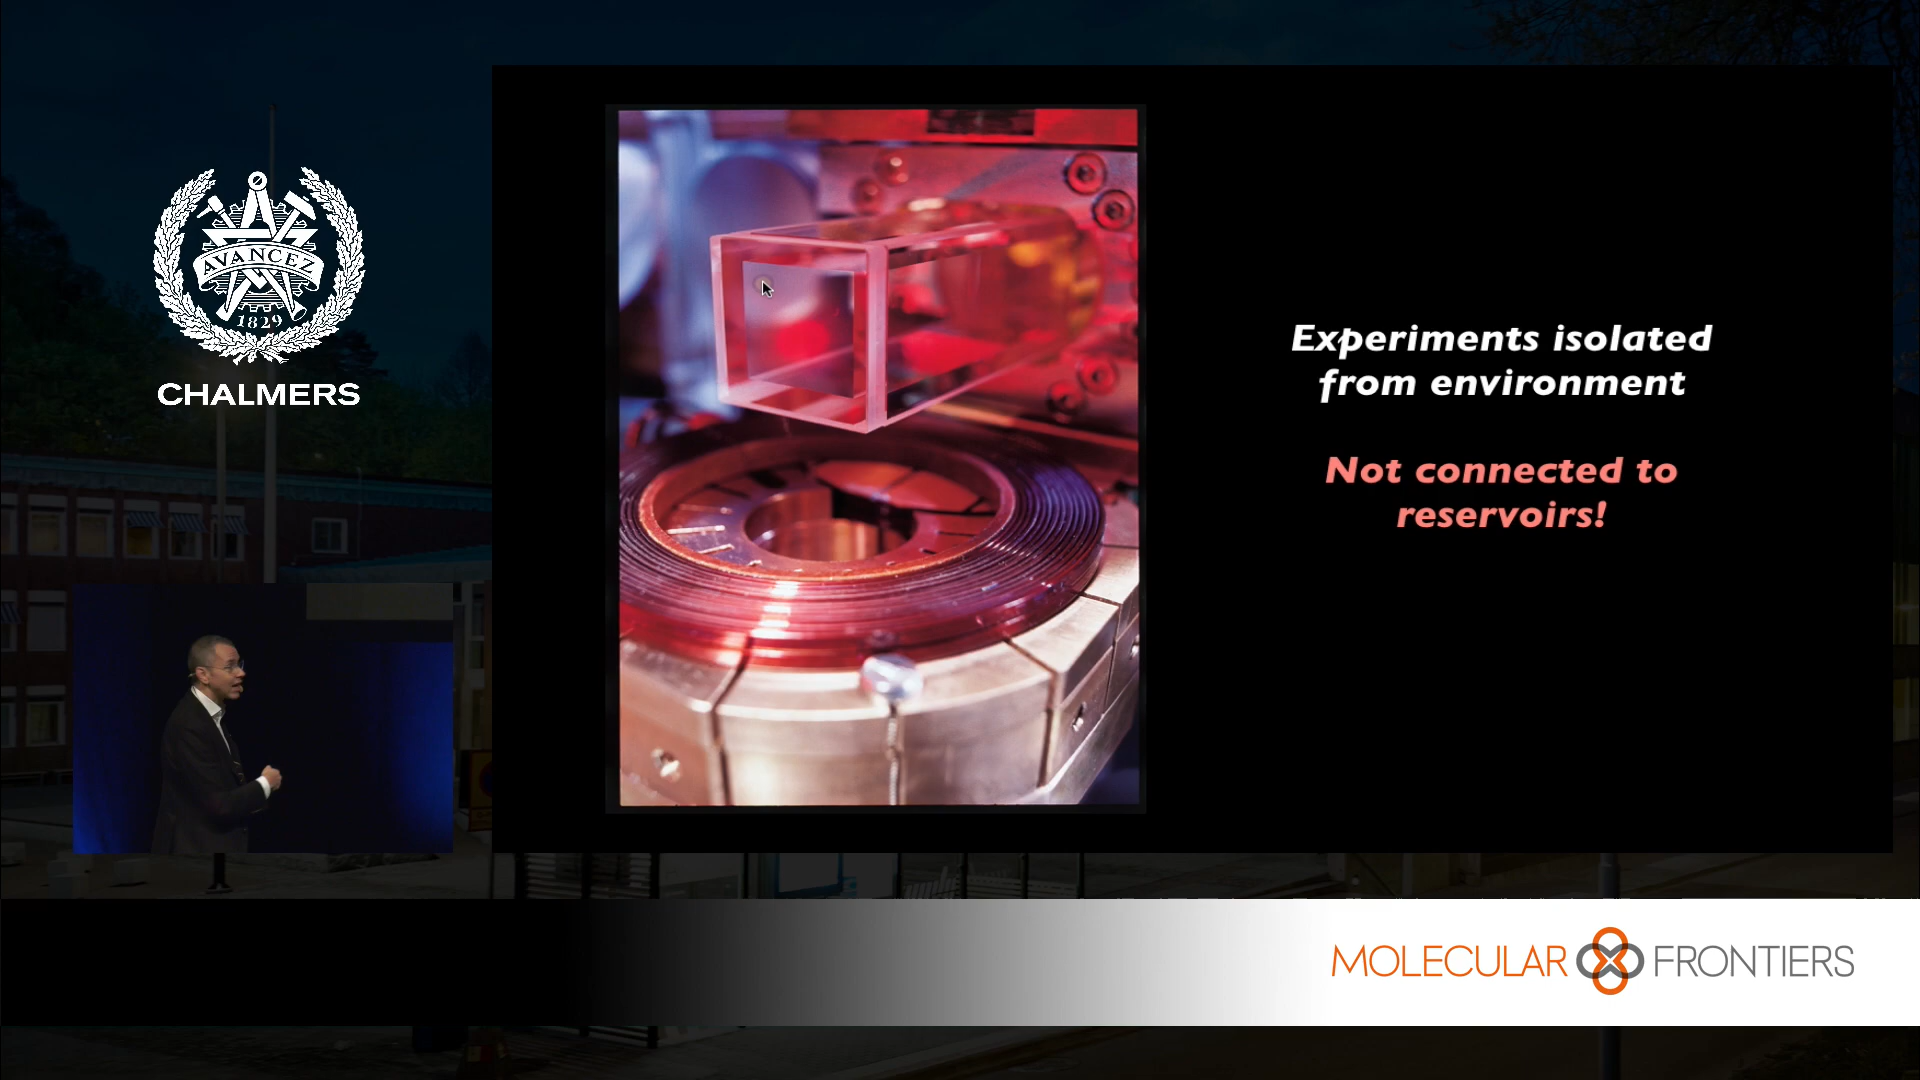 AVANCEZ
1829
CHALMERS
Experiments isolated
from environment
Not connected to
reservoirs!
MOLECULAR FRONTIERS